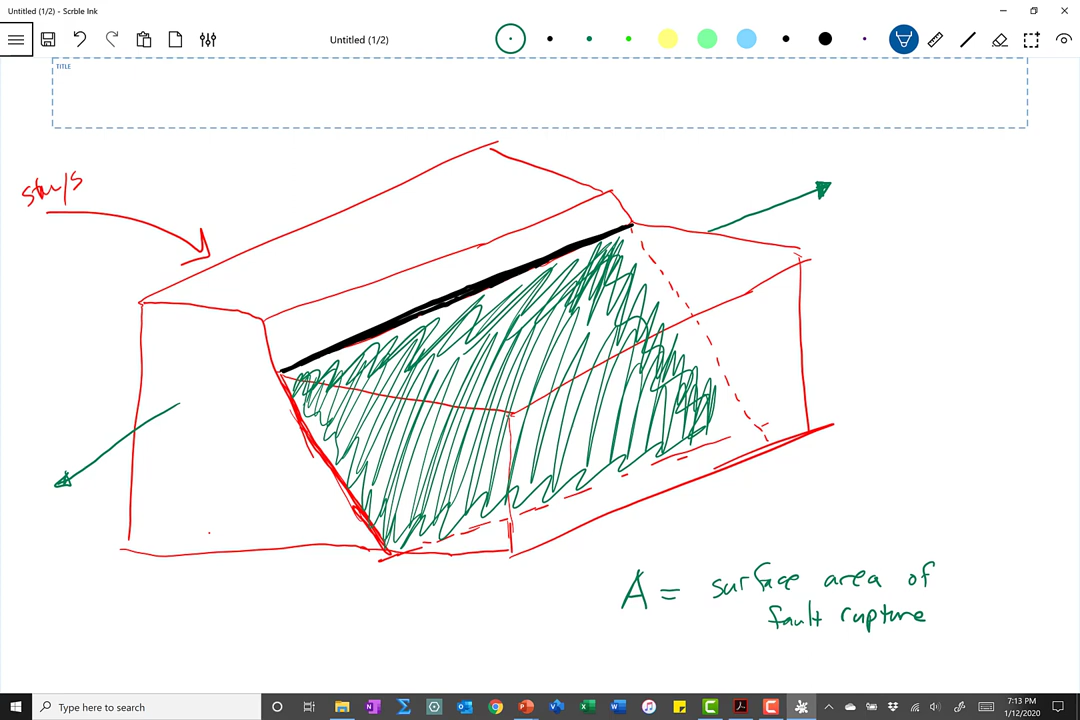 Untitled (1/2) - Scrble Ink
Untitled (1/2)
TITLE
A = surface area of
fault rupture
Type here to search
7:13 PM
1/12/2020